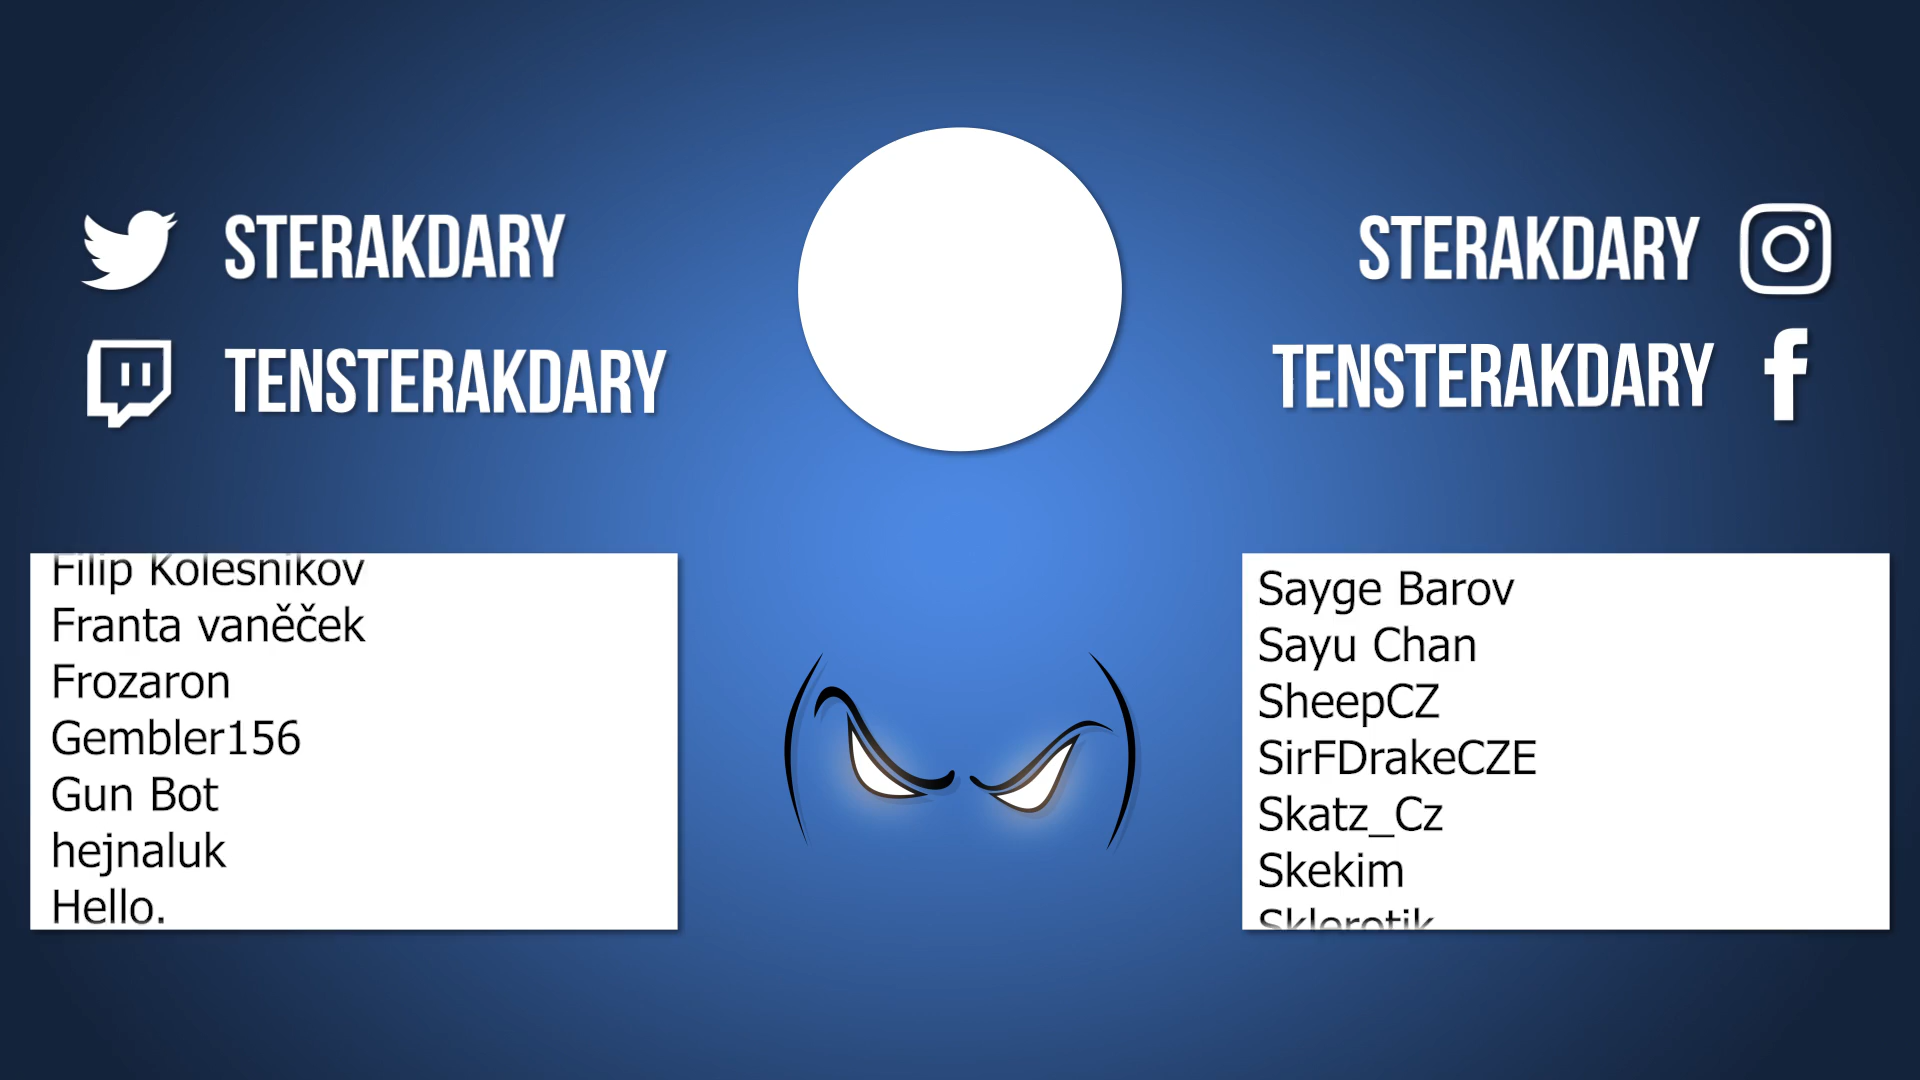 STERAKDARY
TENSTERAKDARY
STERAKDARY
TENSTERAKDARY
Filip Kolesnikov
Franta vaněček
Frozaron
Gembler156
Gun Bot
hejnaluk
Hello.
Sayge Barov
Sayu Chan
SheepCZ
SirFDrakeCZE
Skatz_Cz
Skekim
Sklerotik